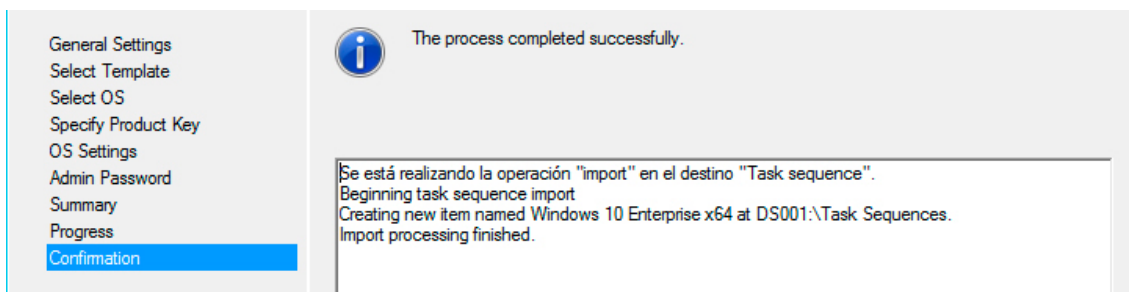 General Settings
Select Template
Select OS
Specify Product Key
OS Settings
Admin Password
Summary
Progress
Confirmation
The process completed successfully.
Se está realizando la operación "import" en el destino "Task sequence".
Beginning task sequence import
Creating new item named Windows 10 Enterprise x64 at DS001:\Task Sequences.
Import processing finished.